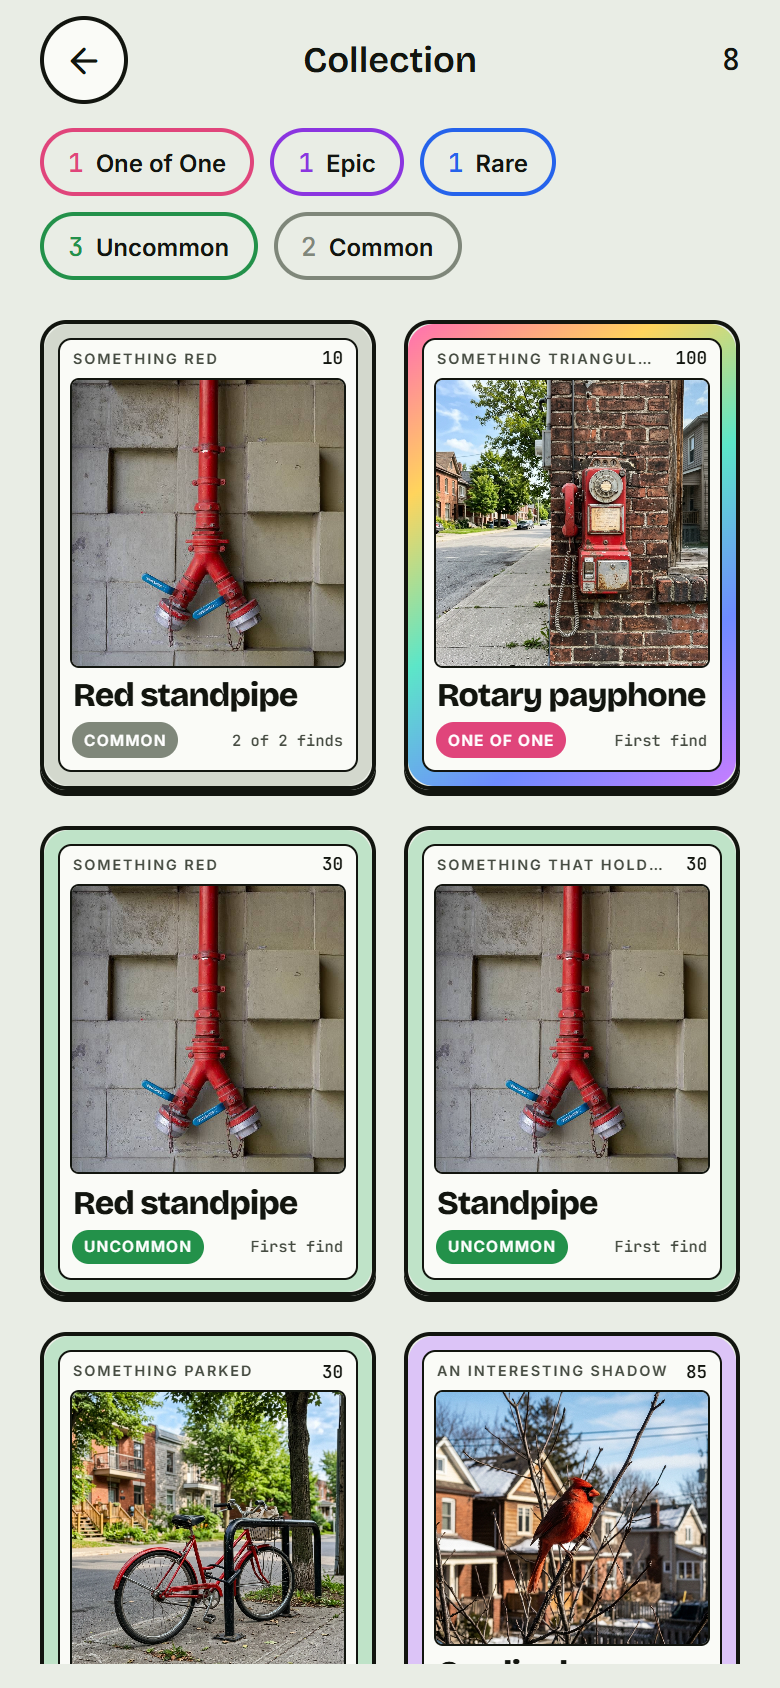 Collection
8
1 One of One
1 Epic
1 Rare
3 Uncommon
2 Common
SOMETHING RED 10
Red standpipe
COMMON 2 of 2 finds
SOMETHING TRIANGUL... 100
Rotary payphone
ONE OF ONE First find
SOMETHING RED 30
Red standpipe
UNCOMMON First find
SOMETHING THAT HOLD... 30
Standpipe
UNCOMMON First find
SOMETHING PARKED 30
AN INTERESTING SHADOW 85